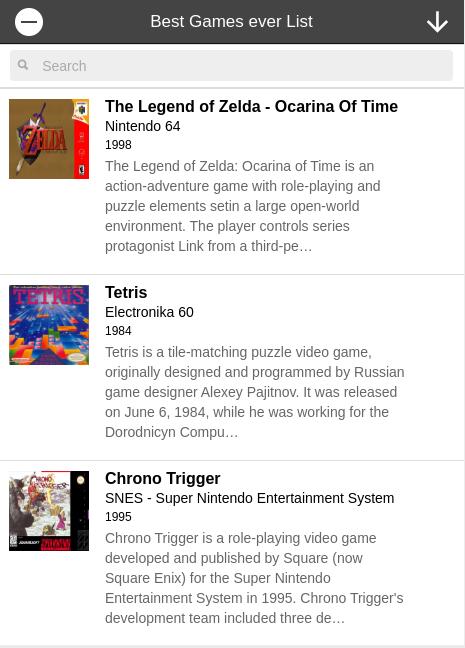 Best Games ever List
Search
The Legend of Zelda - Ocarina Of Time
Nintendo 64
1998
The Legend of Zelda: Ocarina of Time is an
action-adventure game with role-playing and
puzzle elements setin a large open-world
environment. The player controls series
protagonist Link from a third-pe…
ZELDA
Tetris
Electronika 60
1984
Tetris is a tile-matching puzzle video game,
originally designed and programmed by Russian
game designer Alexey Pajitnov. It was released
on June 6, 1984, while he was working for the
Dorodnicyn Compu…
TETRIS
Chrono Trigger
SNES - Super Nintendo Entertainment System
1995
Chrono Trigger is a role-playing video game
developed and published by Square (now
Square Enix) for the Super Nintendo
Entertainment System in 1995. Chrono Trigger's
development team included three de…
CHRONO
TRIGGER